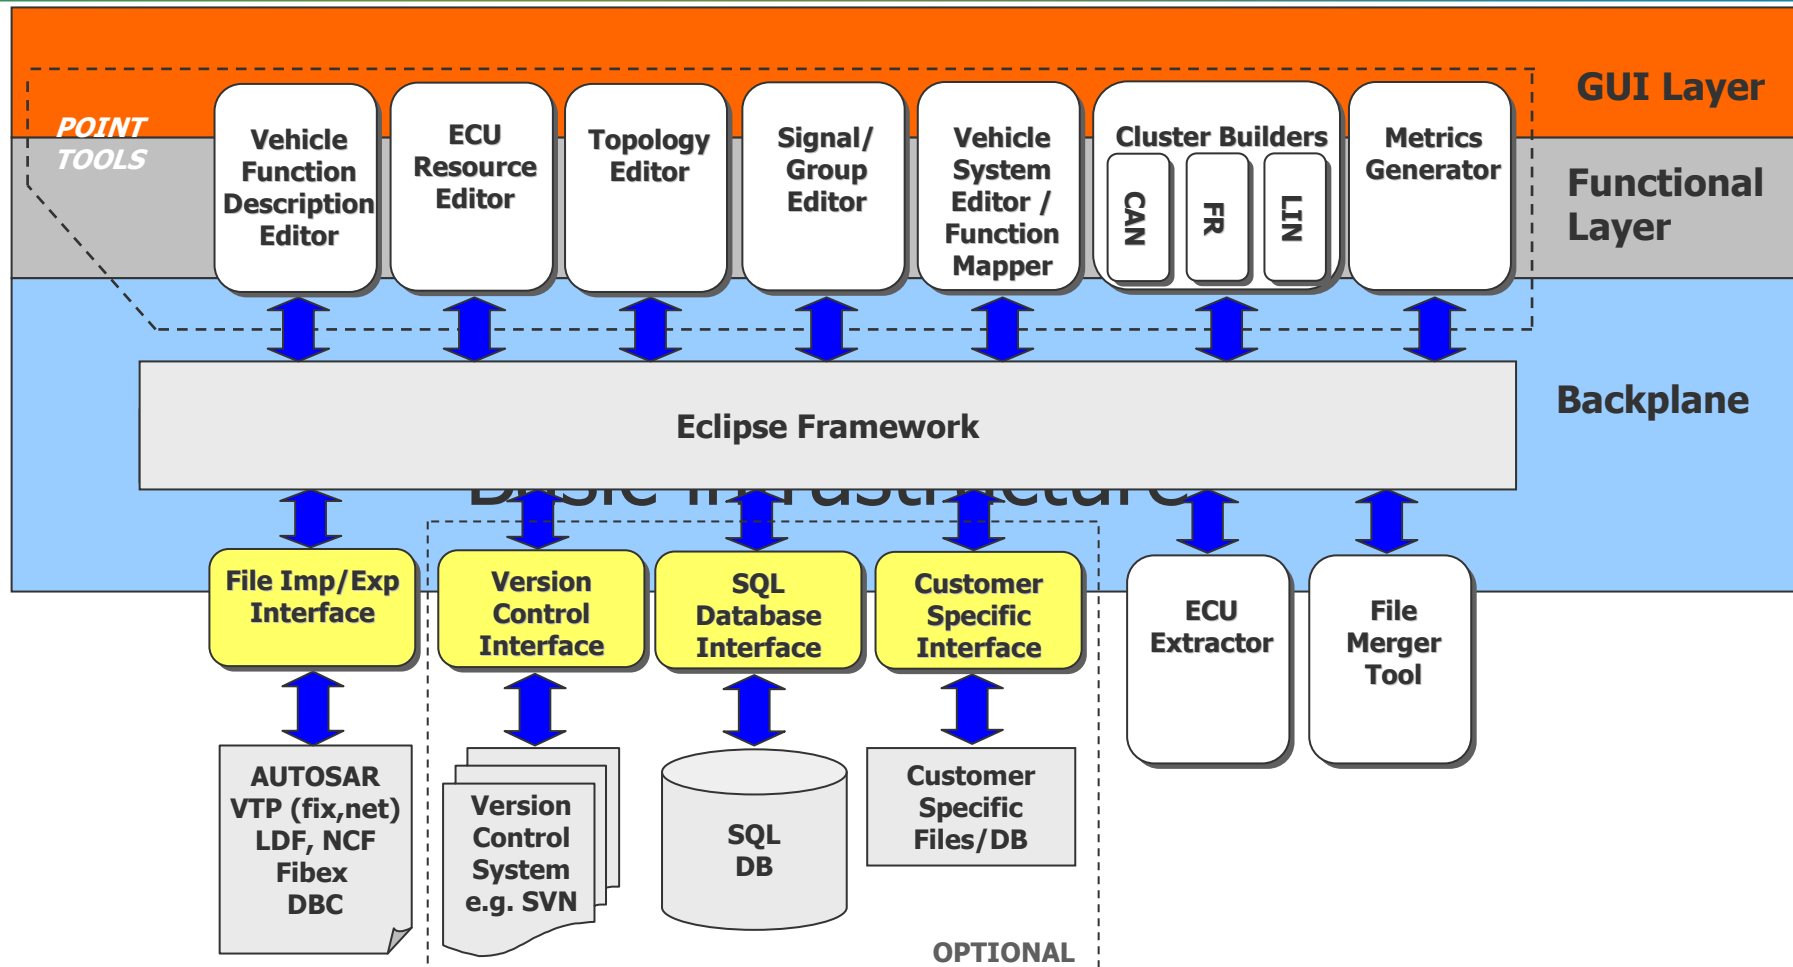 GUI Layer
POINT
TOOLS
Vehicle
Function
Description
Editor
ECU
Resource
Editor
Topology
Editor
Signal/
Group
Editor
Vehicle
System
Editor /
Function
Mapper
Cluster Builders
CAN
FR
LIN
Metrics
Generator
Functional
Layer
Backplane
Eclipse Framework
Basic Infrastructure
File Imp/Exp
Interface
Version
Control
Interface
SQL
Database
Interface
Customer
Specific
Interface
ECU
Extractor
File
Merger
Tool
AUTOSAR
VTP (fix,net)
LDF, NCF
Fibex
DBC
Version
Control
System
e.g. SVN
SQL
DB
Customer
Specific
Files/DB
OPTIONAL